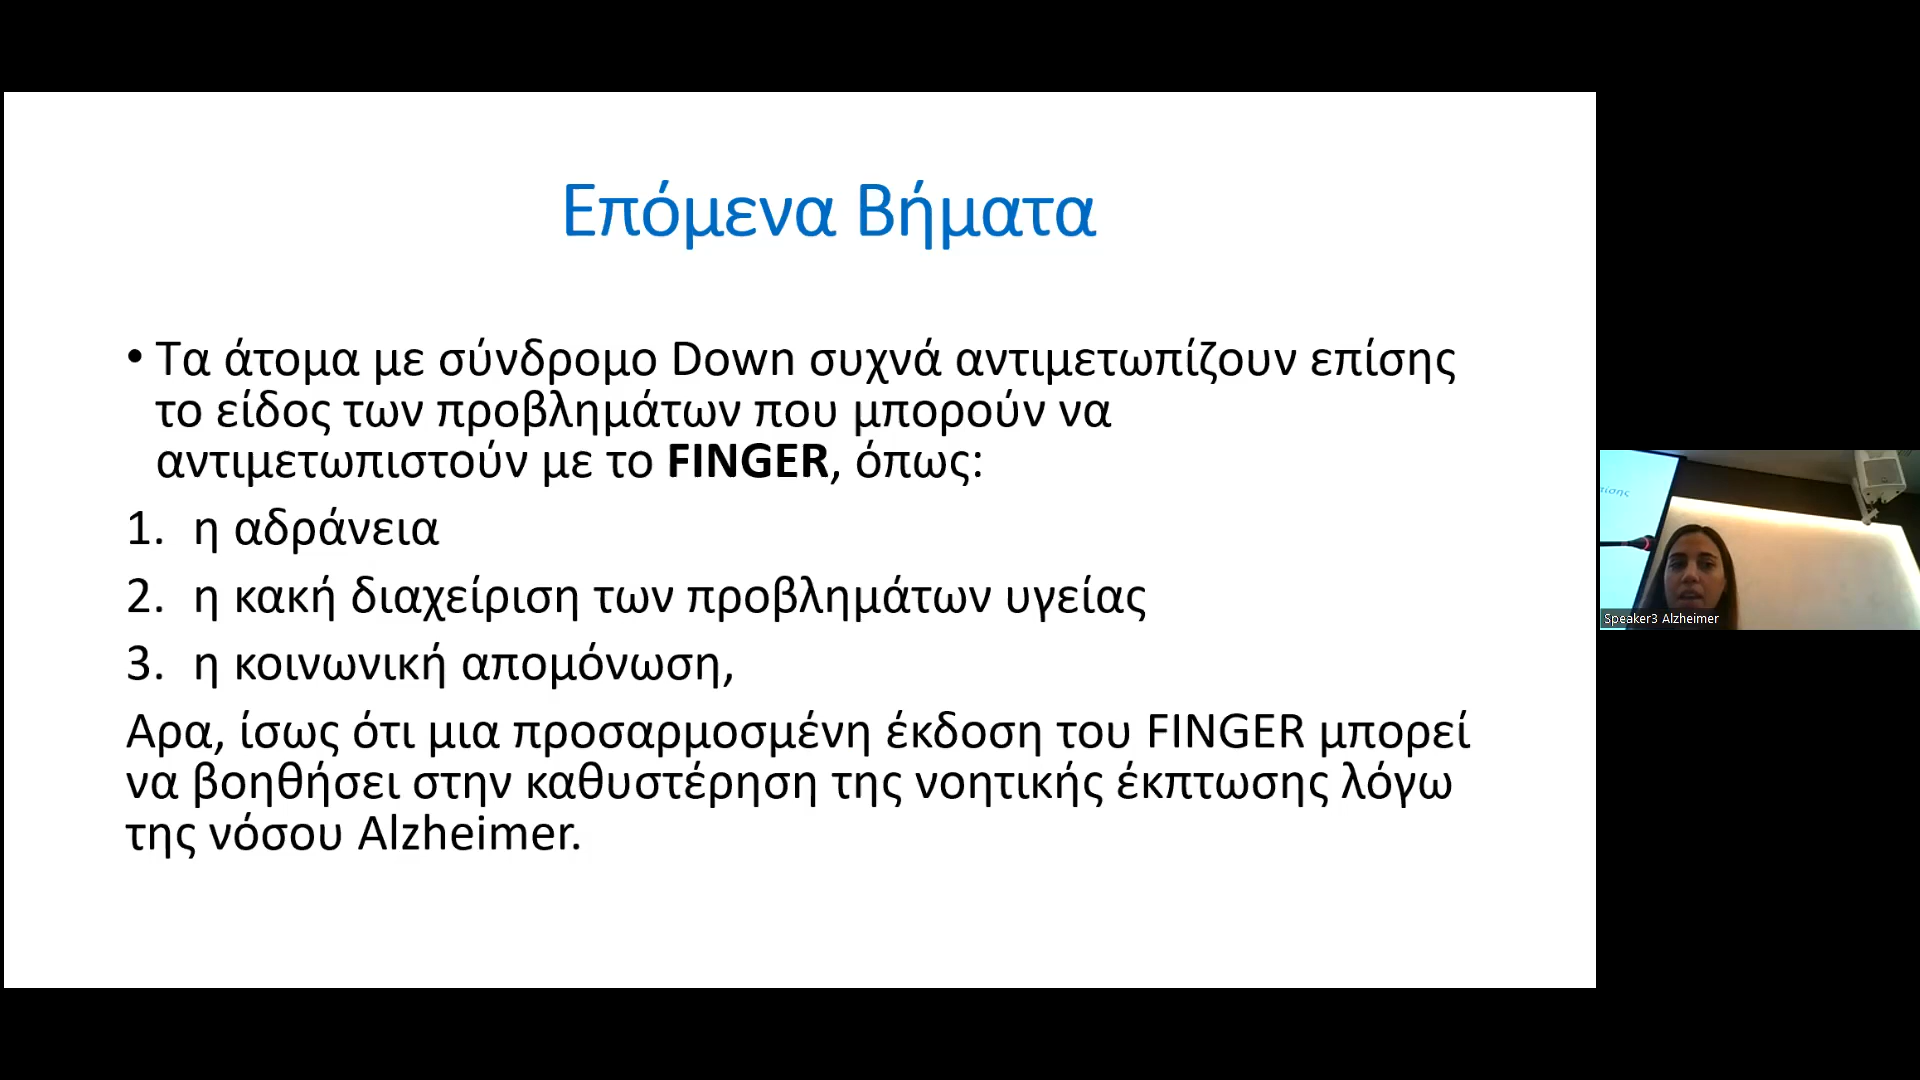 Επόμενα Βήματα
• Τα άτομα με σύνδρομο Down συχνά αντιμετωπίζουν επίσης
το είδος των προβλημάτων που μπορούν να
αντιμετωπιστούν με το FINGER, όπως:
1. η αδράνεια
2. η κακή διαχείριση των προβλημάτων υγείας
3. η κοινωνική απομόνωση,
Αρα, ίσως ότι μια προσαρμοσμένη έκδοση του FINGER μπορεί
να βοηθήσει στην καθυστέρηση της νοητικής έκπτωσης λόγω
της νόσου Alzheimer.
Speaker3 Alzheimer